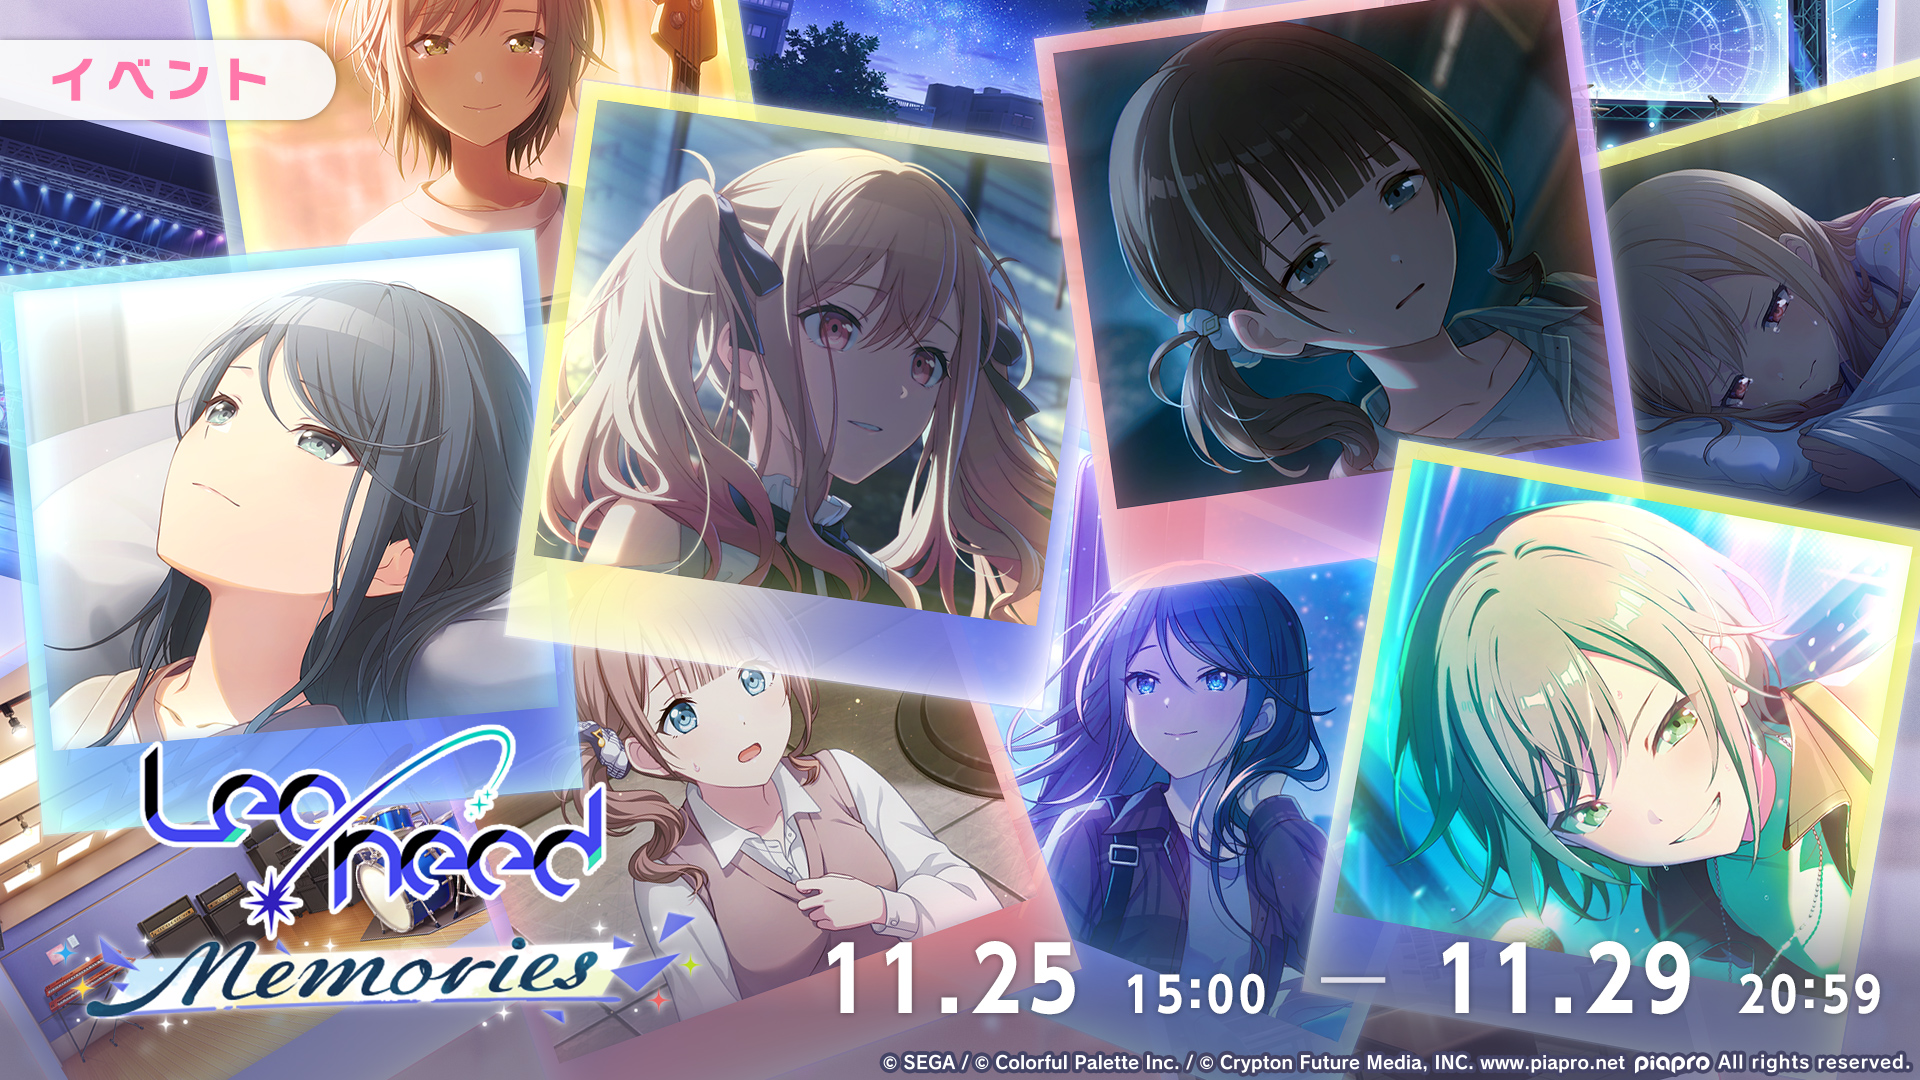 イベント
Leo/need
Memories
11.25 15:00 — 11.29 20:59
© SEGA / © Colorful Palette Inc. / © Crypton Future Media, INC. www.piapro.net piapro All rights reserved.